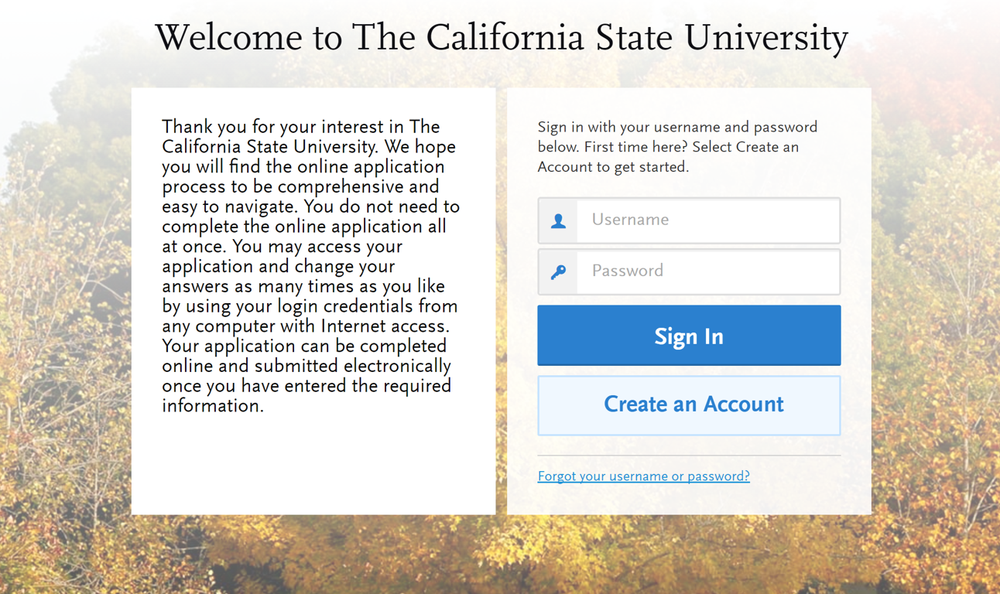 Welcome to The California State University
Thank you for your interest in The
California State University. We hope
you will find the online application
process to be comprehensive and
easy to navigate. You do not need to
complete the online application all
at once. You may access your
application and change your
answers as many times as you like
by using your login credentials from
any computer with Internet access.
Your application can be completed
online and submitted electronically
once you have entered the required
information.
Sign in with your username and password
below. First time here? Select Create an
Account to get started.
Username
Password
Sign In
Create an Account
Forgot your username or password?